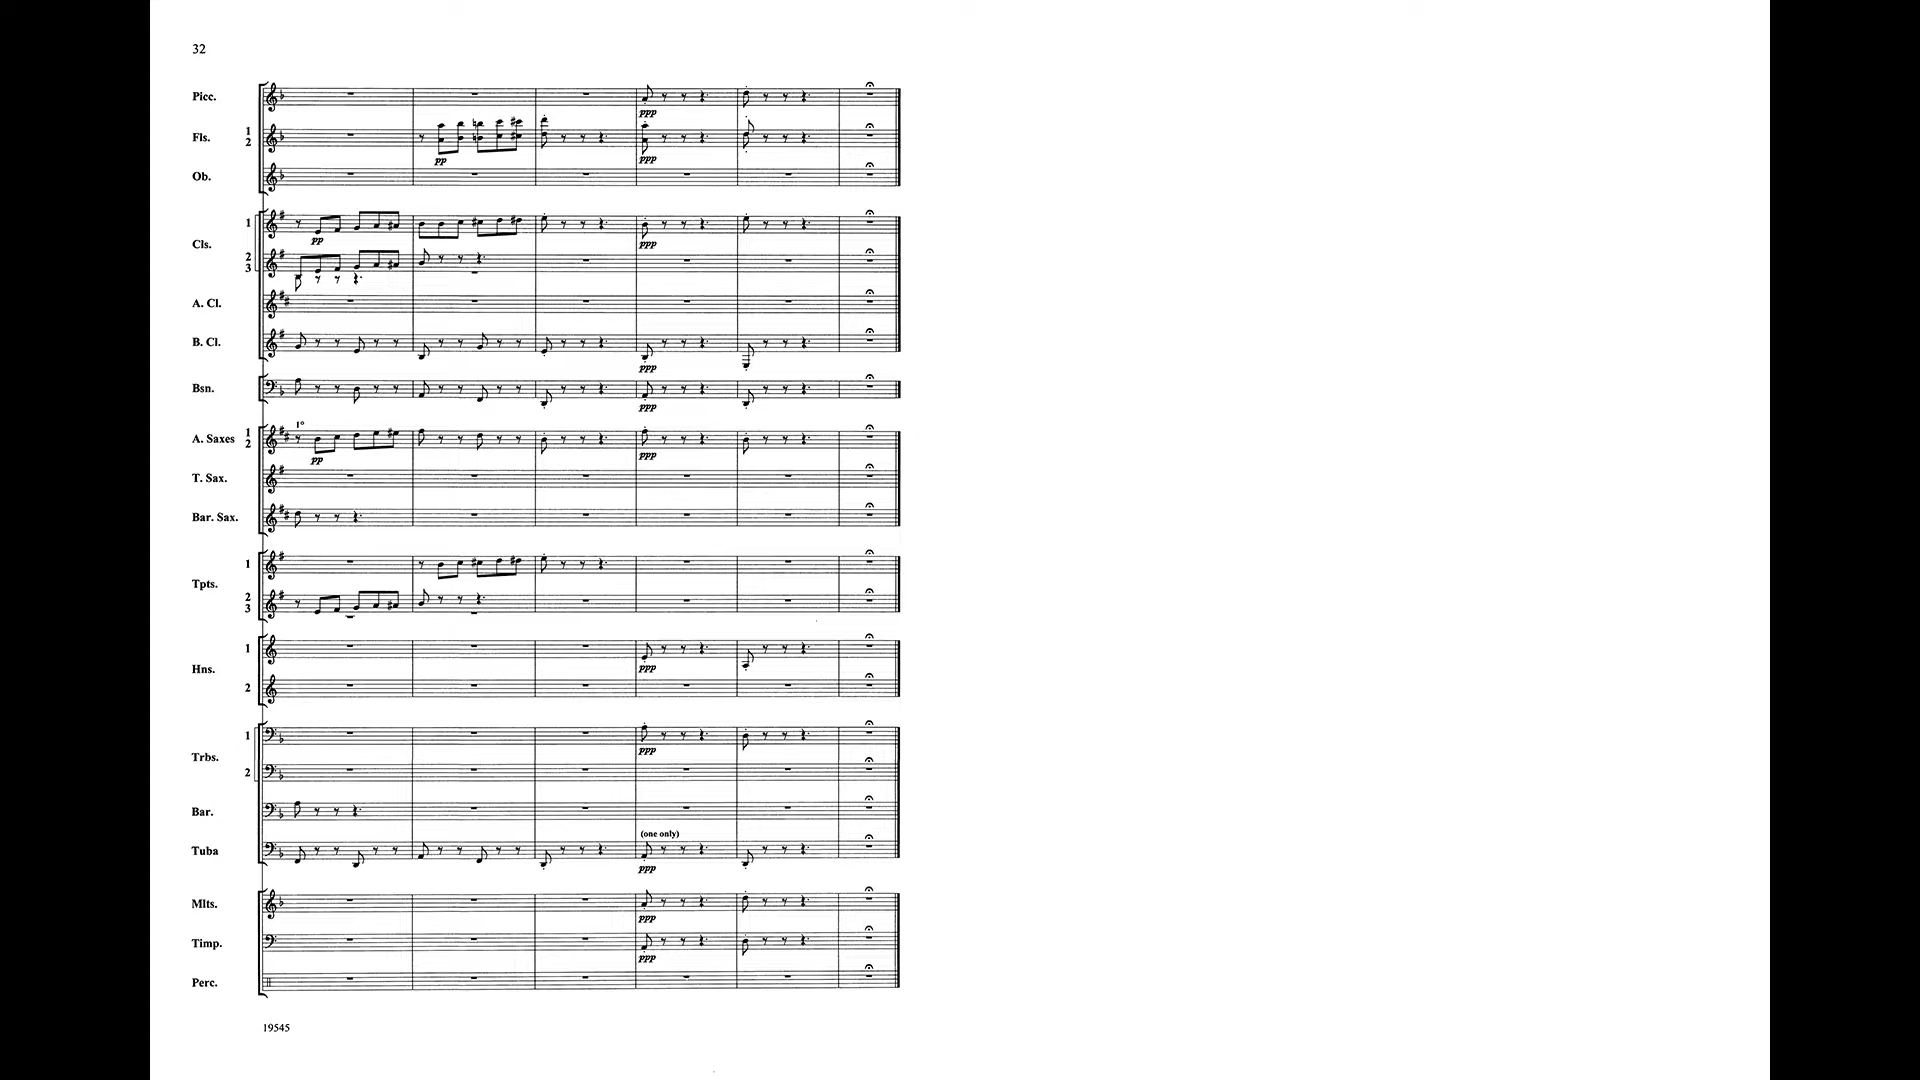 32
Picc.
ppp
Fls. 1 2
pp
ppp
Ob.
Cls. 1
pp
ppp
2 3
A. Cl.
B. Cl.
ppp
Bsn.
ppp
A. Saxes 1 2
1º
pp
ppp
T. Sax.
Bar. Sax.
Tpts. 1
2 3
Hns. 1
ppp
2
Trbs. 1
ppp
2
Bar.
Tuba
(one only)
ppp
Mlts.
ppp
Timp.
ppp
Perc.
19545